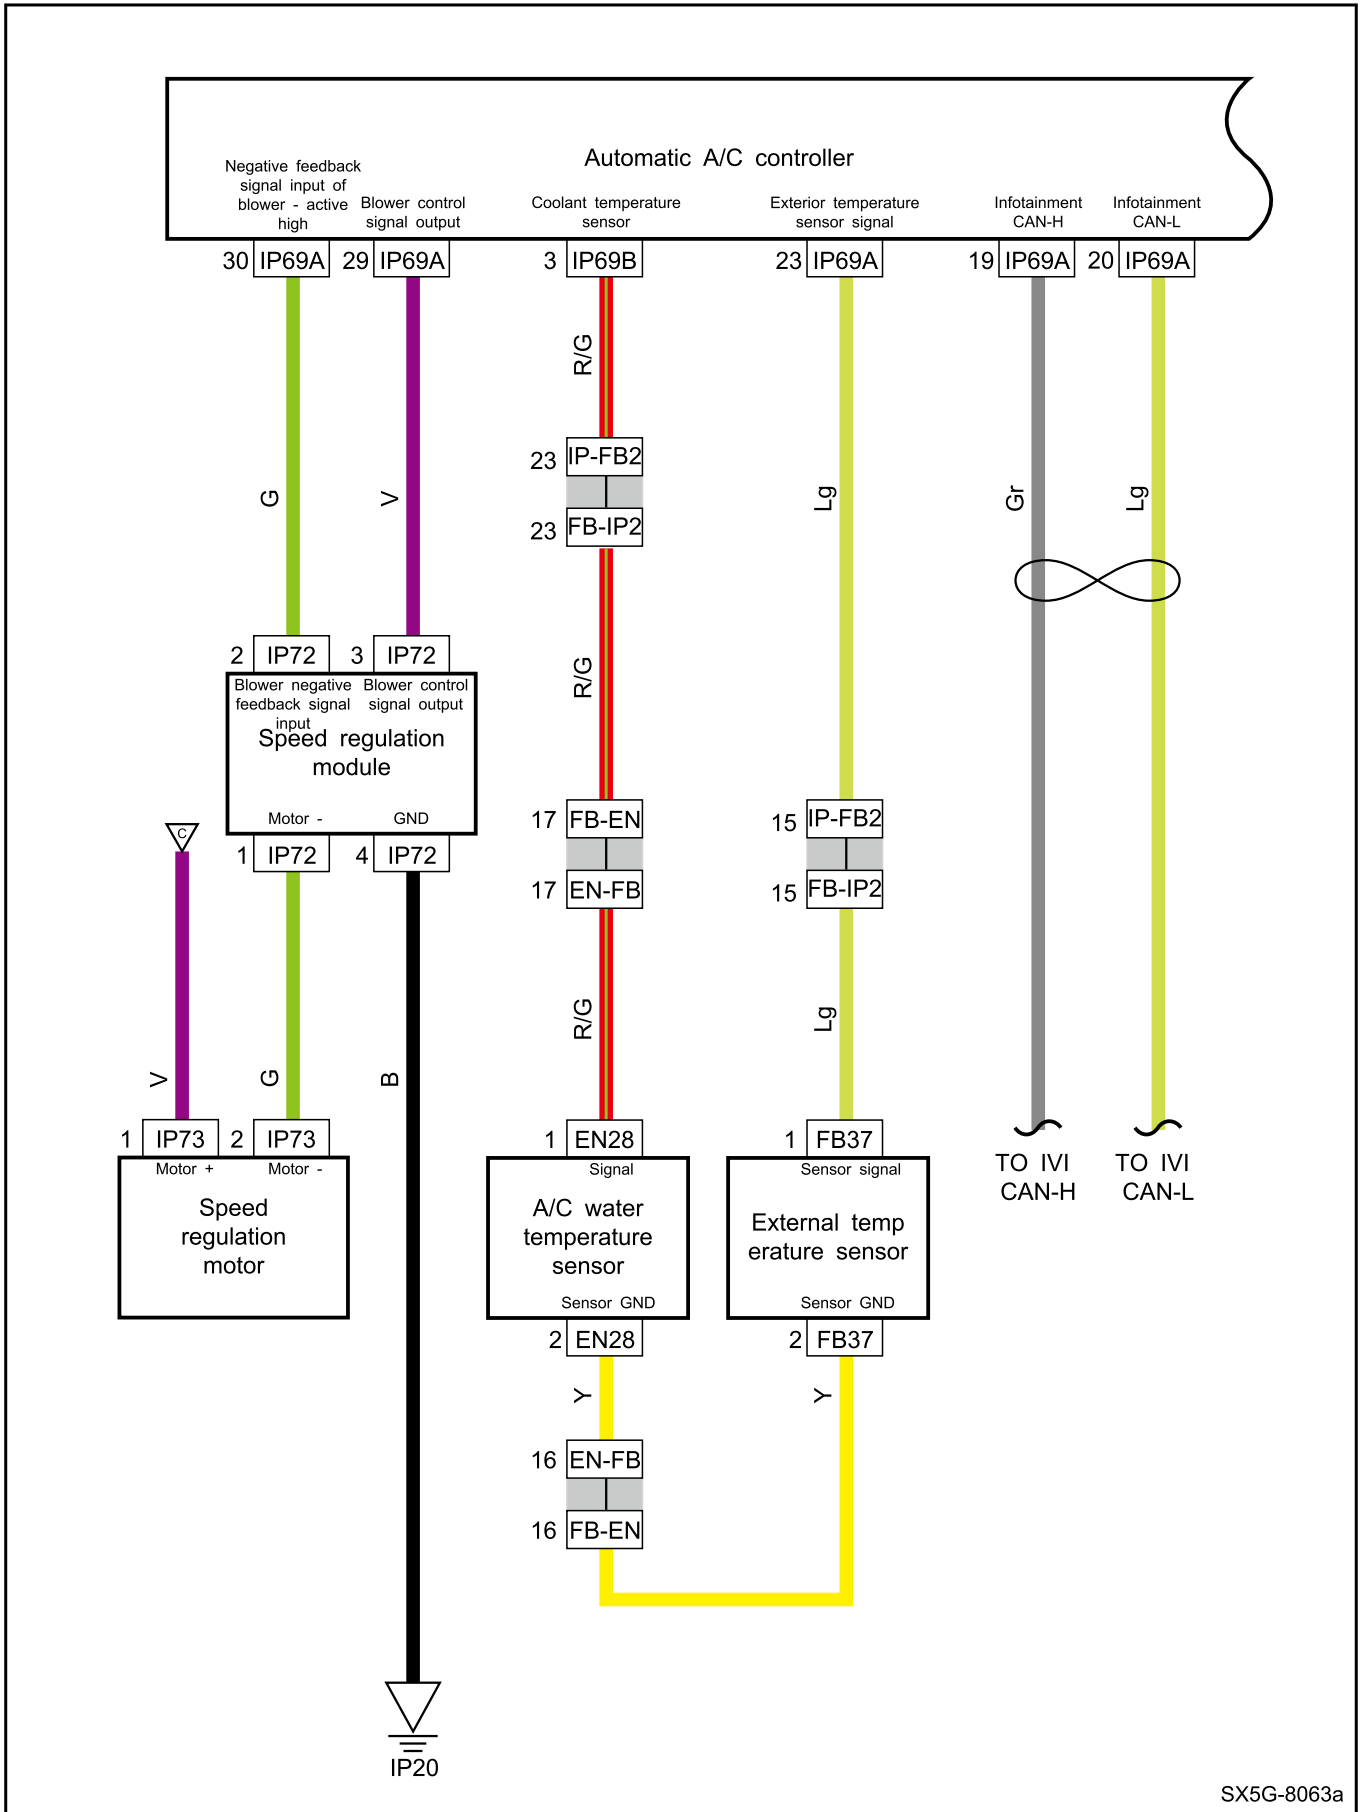 Automatic A/C controller
Negative feedback
signal input of
blower - active
high
Blower control
signal output
Coolant temperature
sensor
Exterior temperature
sensor signal
Infotainment
CAN-H
Infotainment
CAN-L
30 IP69A
29 IP69A
3 IP69B
23 IP69A
19 IP69A
20 IP69A
R/G
23 IP-FB2
23 FB-IP2
G
V
Lg
Gr
Lg
R/G
2 IP72
3 IP72
Blower negative
feedback signal
input
Blower control
signal output
Speed regulation
module
Motor -
GND
1 IP72
4 IP72
C
17 FB-EN
17 EN-FB
15 IP-FB2
15 FB-IP2
R/G
Lg
V
G
B
1 IP73
2 IP73
Motor +
Motor -
Speed
regulation
motor
1 EN28
Signal
A/C water
temperature
sensor
Sensor GND
2 EN28
1 FB37
Sensor signal
External temp
erature sensor
Sensor GND
2 FB37
TO IVI
CAN-H
TO IVI
CAN-L
Y
Y
16 EN-FB
16 FB-EN
IP20
SX5G-8063a